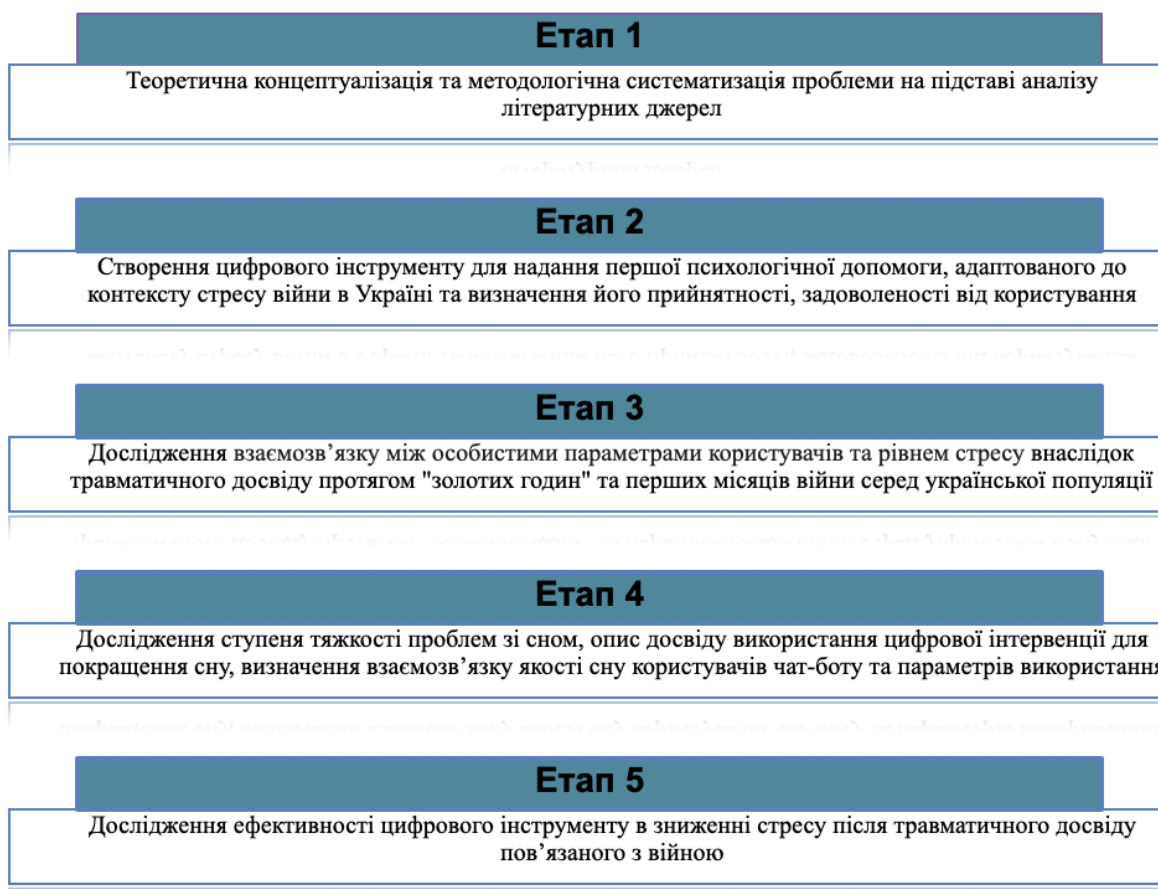 Етап 1
Теоретична концептуалізація та методологічна систематизація проблеми на підставі аналізу
літературних джерел
Етап 2
Створення цифрового інструменту для надання першої психологічної допомоги, адаптованого до
контексту стресу війни в Україні та визначення його прийнятності, задоволеності від користування
Етап 3
Дослідження взаємозв’язку між особистими параметрами користувачів та рівнем стресу внаслідок
травматичного досвіду протягом "золотих годин" та перших місяців війни серед української популяції
Етап 4
Дослідження ступеня тяжкості проблем зі сном, опис досвіду використання цифрової інтервенції для
покращення сну, визначення взаємозв’язку якості сну користувачів чат-боту та параметрів використання
Етап 5
Дослідження ефективності цифрового інструменту в зниженні стресу після травматичного досвіду
пов’язаного з війною